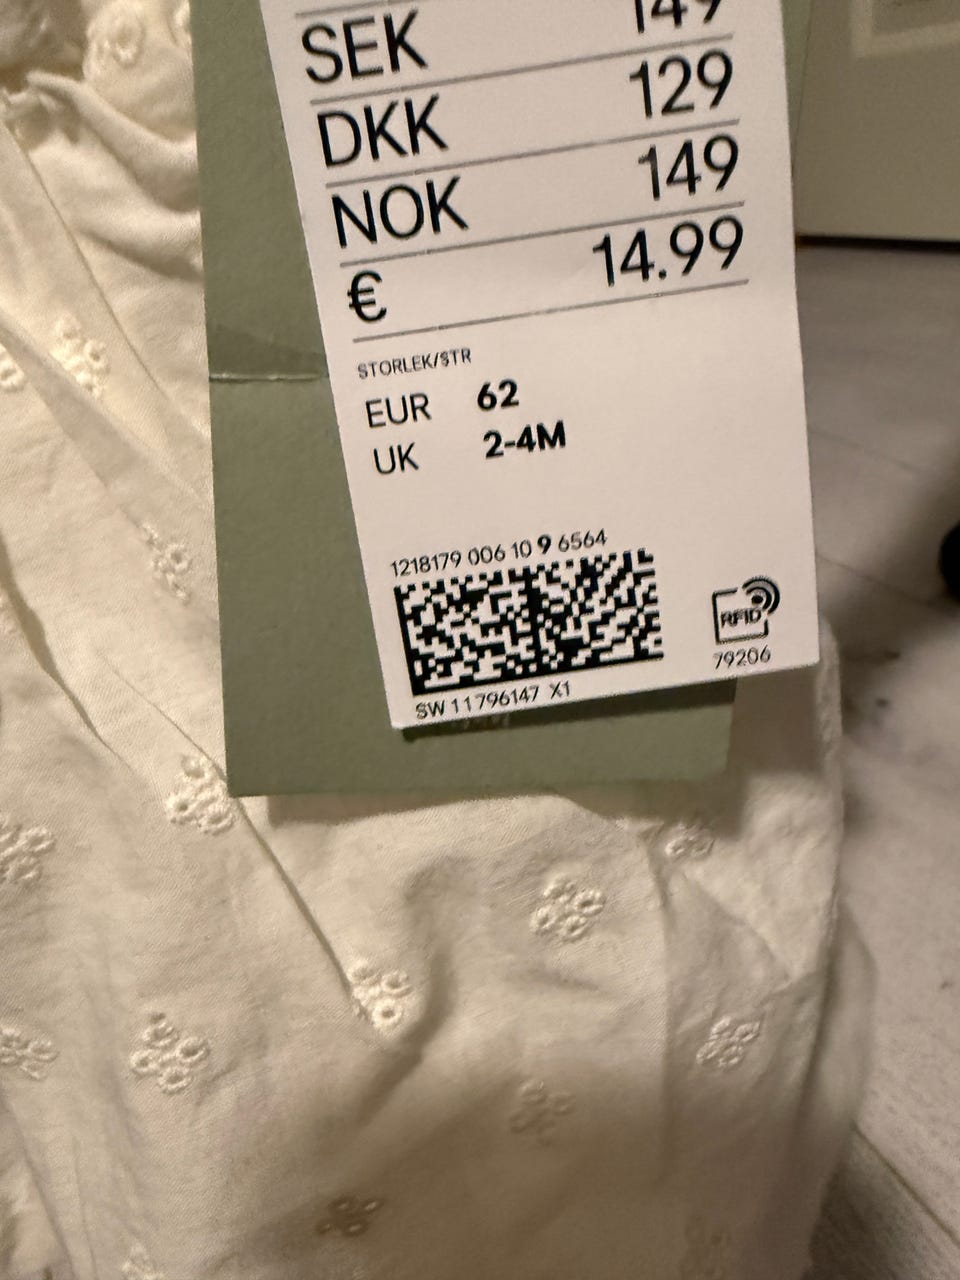 SEK 149
DKK 129
NOK 149
€ 14.99
STORLEK/STR
EUR 62
UK 2-4M
1218179 006 10 9 6564
RFID
79206
SW 11796147 X1